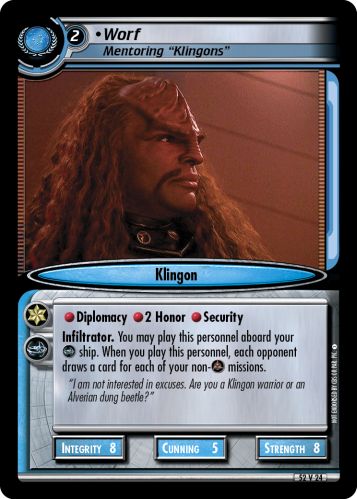 2 •Worf
Mentoring "Klingons"
Klingon
Diplomacy 2 Honor Security
Infiltrator. You may play this personnel aboard your
ship. When you play this personnel, each opponent
draws a card for each of your non- missions.
"I am not interested in excuses. Are you a Klingon warrior or an
Alverian dung beetle?"
INTEGRITY 8 CUNNING 5 STRENGTH 8
52 V 24